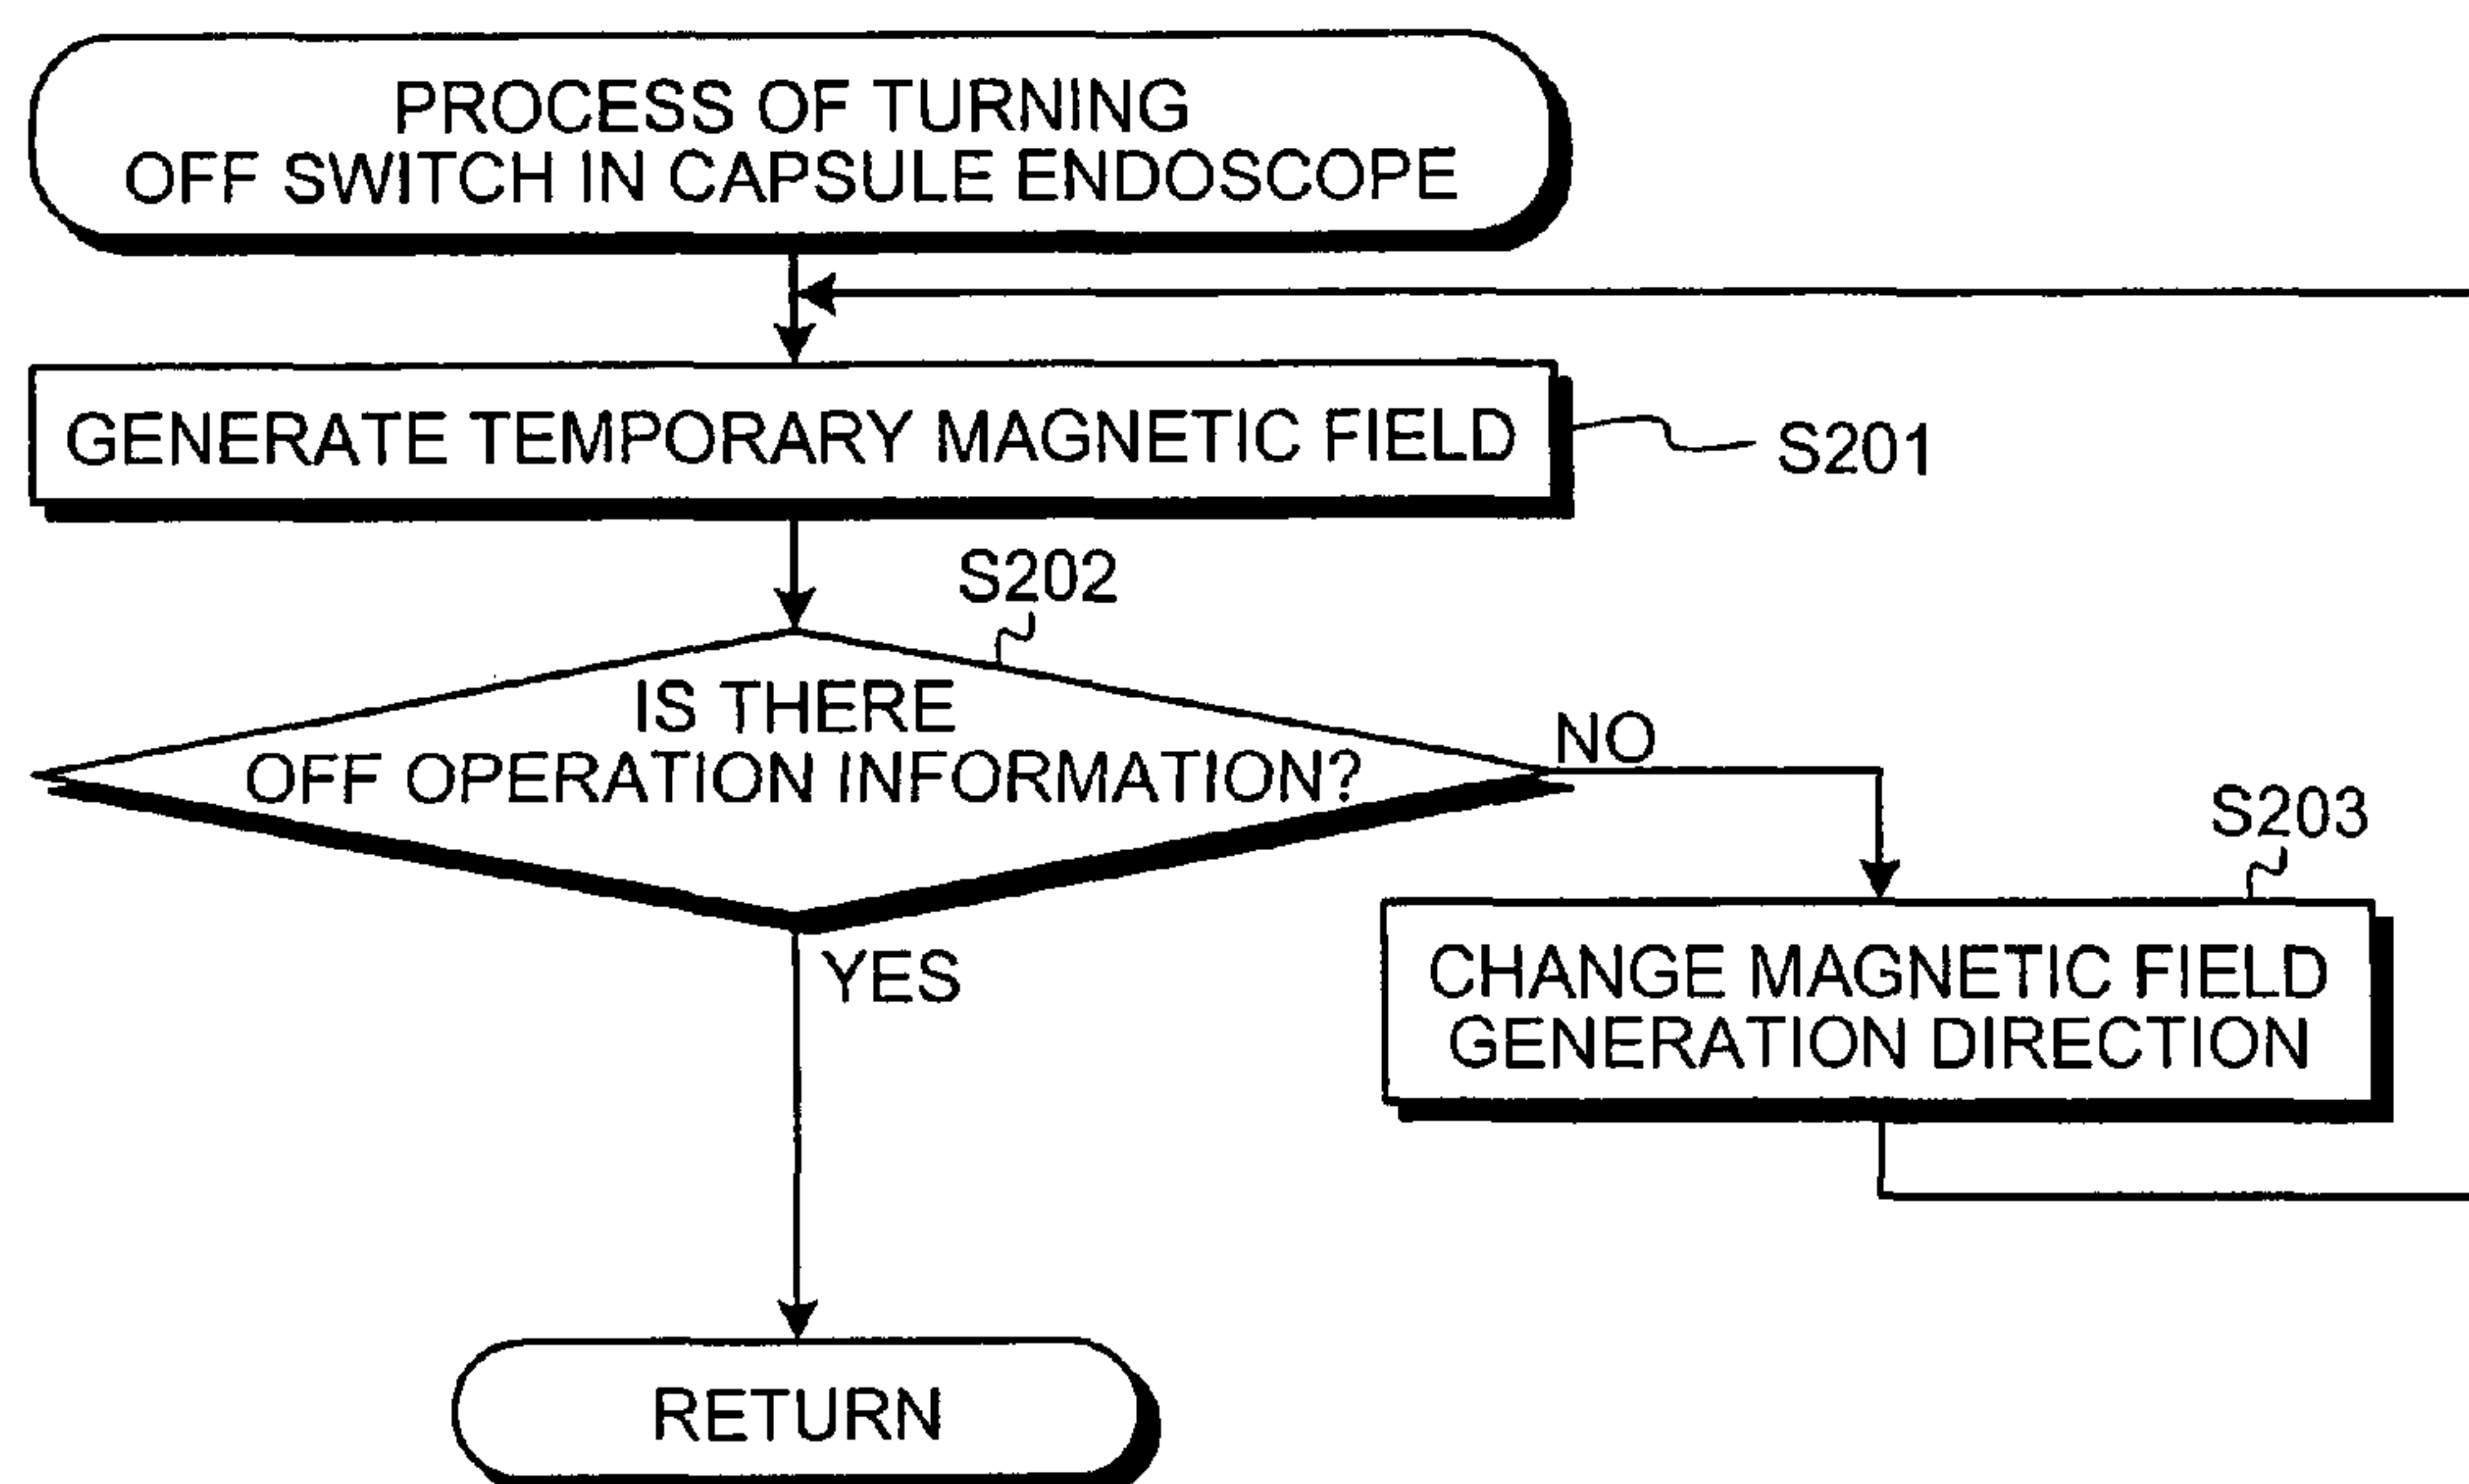 PROCESS OF TURNING
OFF SWITCH IN CAPSULE ENDOSCOPE
GENERATE TEMPORARY MAGNETIC FIELD
S201
S202
IS THERE
OFF OPERATION INFORMATION?
NO
S203
CHANGE MAGNETIC FIELD
GENERATION DIRECTION
YES
RETURN